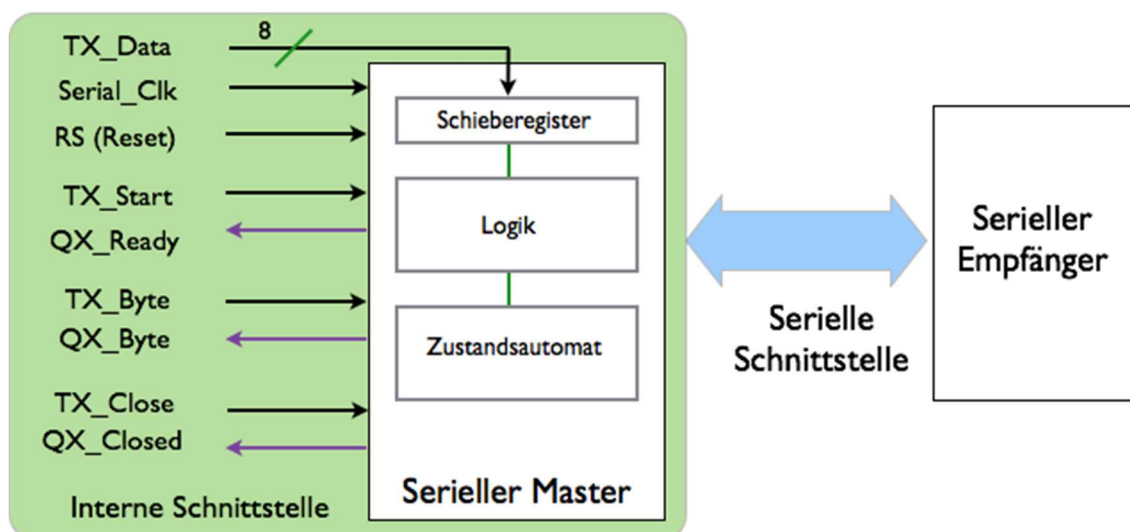 TX_Data
8
Serial_Clk
RS (Reset)
TX_Start
QX_Ready
TX_Byte
QX_Byte
TX_Close
QX_Closed
Interne Schnittstelle
Schieberegister
Logik
Zustandsautomat
Serieller Master
Serielle
Schnittstelle
Serieller
Empfänger